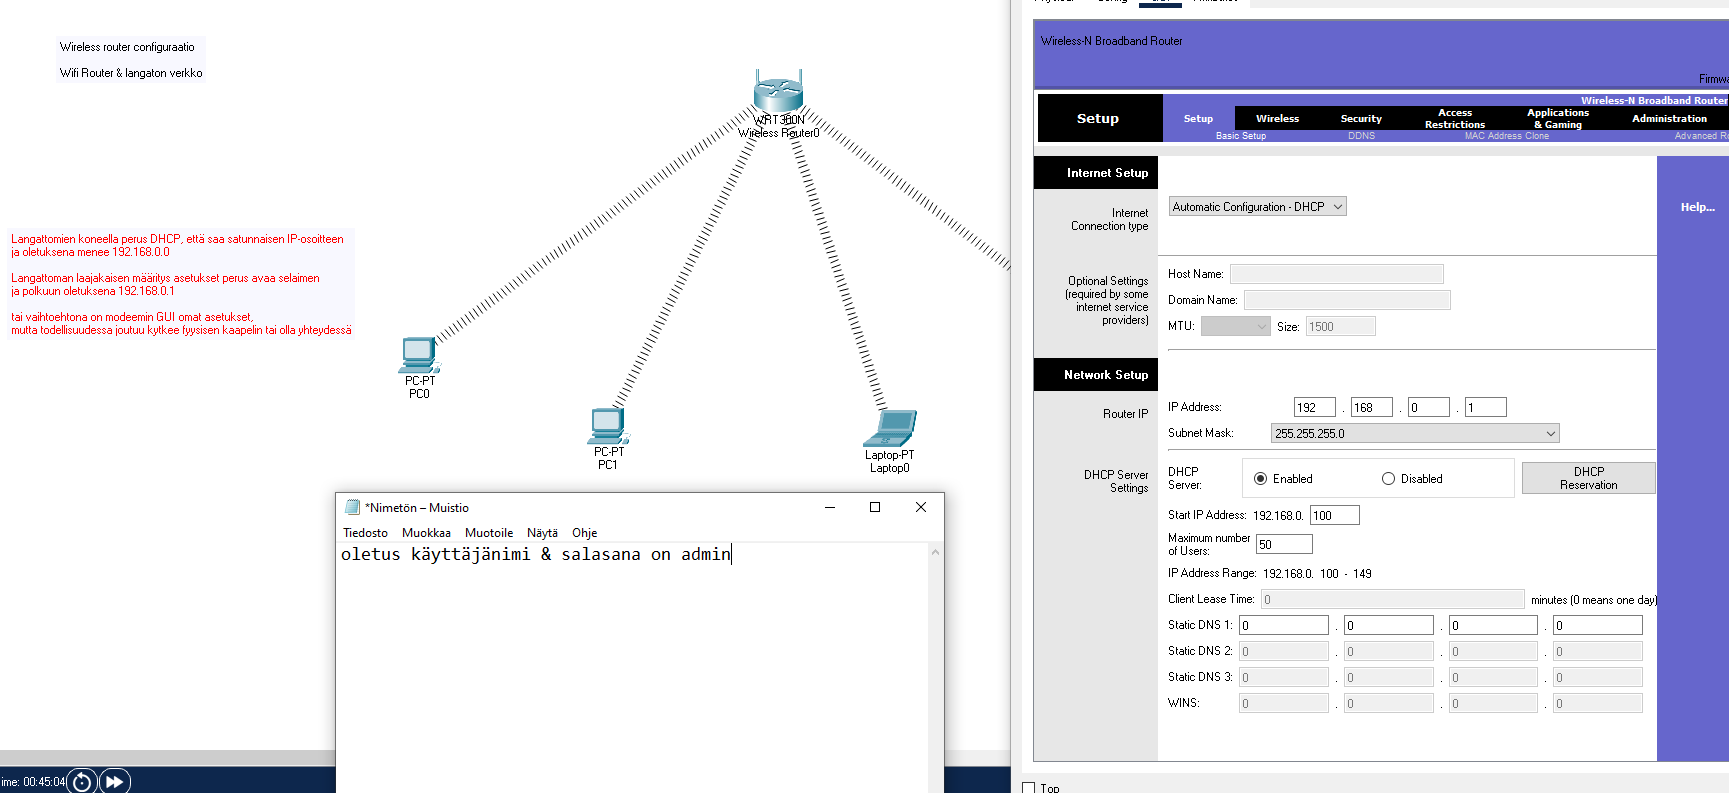 Wireless router configuraatio
Wifi Router & langaton verkko
Langattomien koneella perus DHCP, että saa satunnaisen IP-osoitteen
ja oletuksena menee 192.168.0.0
Langattoman laajakaisen määritys asetukset perus avaa selaimen
ja polkuun oletuksena 192.168.0.1
tai vaihtoehtona on modeemin GUI omat asetukset,
mutta todellisuudessa joutuu kytkee fyysisen kaapelin tai olla yhteydessä
WRT300N
Wireless Router0
PC-PT
PC0
PC-PT
PC1
Laptop-PT
Laptop0
*Nimetön – Muistio
Tiedosto Muokkaa Muotoile Näytä Ohje
oletus käyttäjänimi & salasana on admin
ime: 00:45:04
Wireless-N Broadband Router
Firmwa
Wireless-N Broadband Router
Setup
Setup Wireless Security Access Restrictions Applications & Gaming Administration
Basic Setup DDNS MAC Address Clone Advanced Ro
Internet Setup
Internet
Connection type
Automatic Configuration - DHCP
Help...
Optional Settings
(required by some
internet service
providers)
Host Name:
Domain Name:
MTU: Size: 1500
Network Setup
Router IP
IP Address: 192 . 168 . 0 . 1
Subnet Mask: 255.255.255.0
DHCP Server
Settings
DHCP
Server:
Enabled Disabled
DHCP
Reservation
Start IP Address: 192.168.0. 100
Maximum number
of Users: 50
IP Address Range: 192.168.0. 100 - 149
Client Lease Time: 0 minutes (0 means one day)
Static DNS 1: 0 . 0 . 0 . 0
Static DNS 2: 0 . 0 . 0 . 0
Static DNS 3: 0 . 0 . 0 . 0
WINS: 0 . 0 . 0 . 0
Top